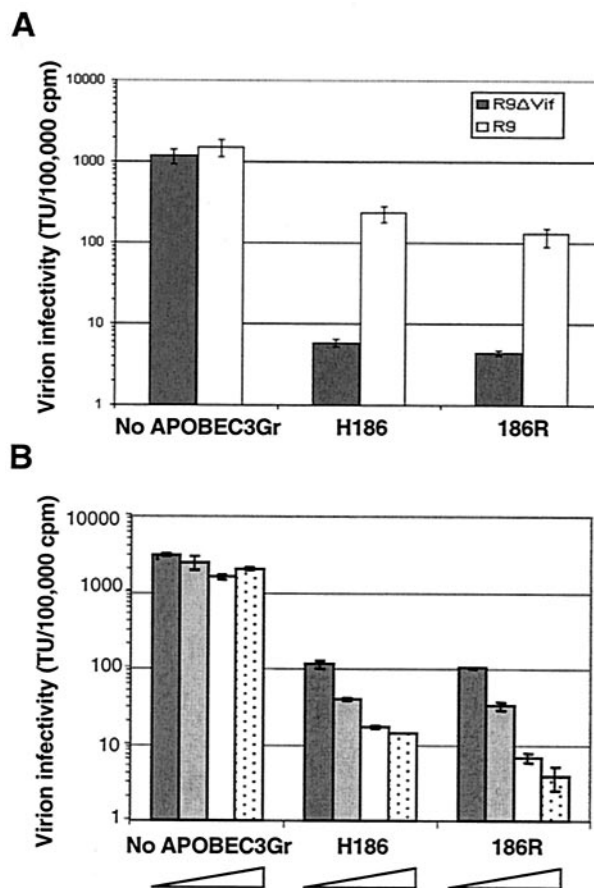 A
Virion infectivity (TU/100,000 cpm)
10000
1000
100
10
1
R9ΔVif
R9
No APOBEC3Gr
H186
186R
B
Virion infectivity (TU/100,000 cpm)
10000
1000
100
10
1
No APOBEC3Gr
H186
186R